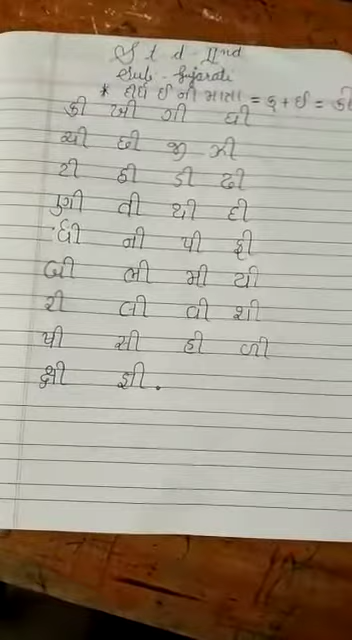 Std - IInd
Sub - Gujarati
* દીર્ઘ ઈ ની માત્રા = ક + ઈ = કી
કી ખી ગી ઘી
ચી છી જી ઝી
ટી ઠી ડી ઢી
ણી તી થી દી
ધી ની પી ફી
બી ભી મી યી
રી લી વી શી
ષી સી હી ળી
ક્ષી જ્ઞી.